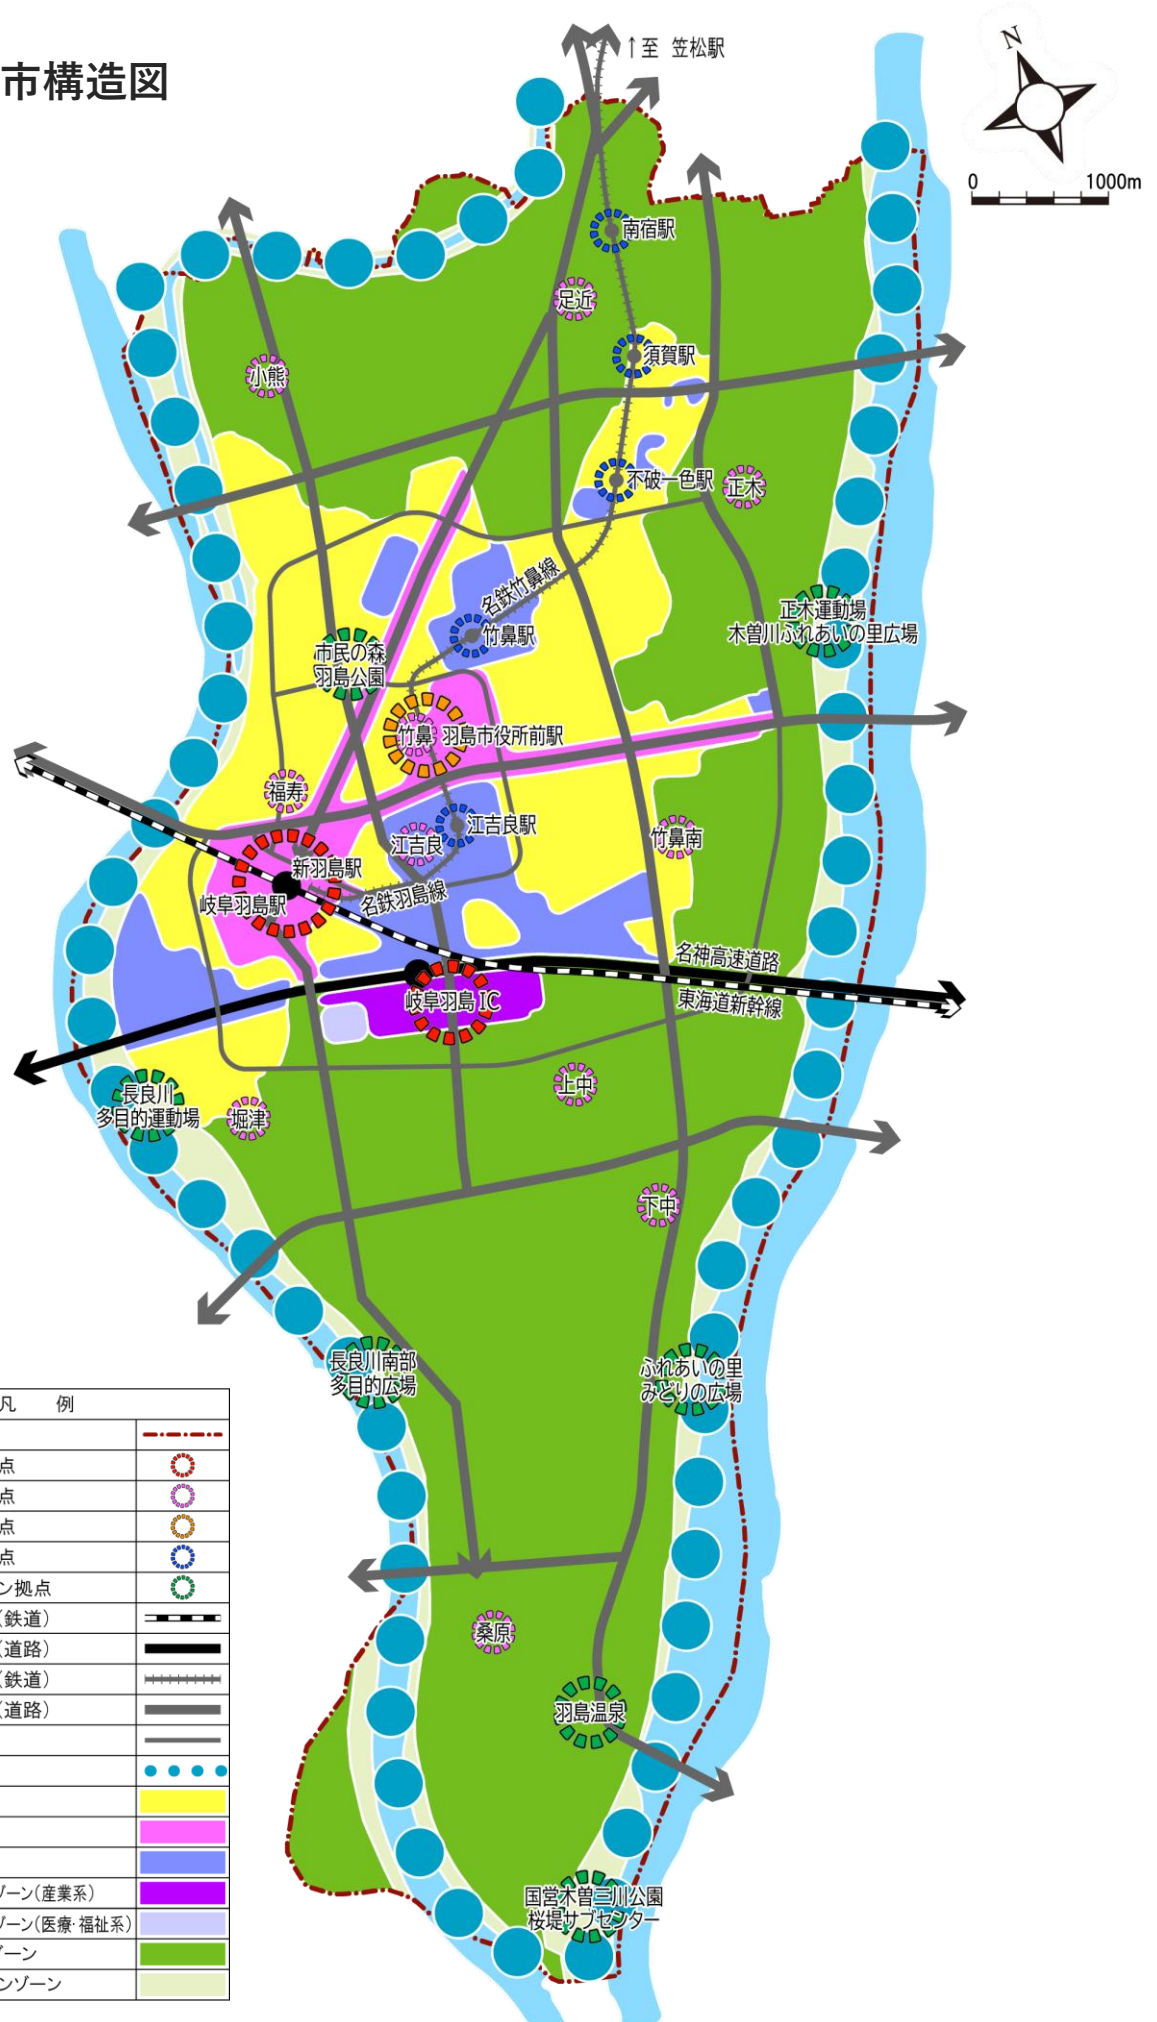 市構造図
↑至 笠松駅
N
0 1000m
南宿駅
足近
須賀駅
小熊
不破一色駅
正木
名鉄竹鼻線
竹鼻駅
正木運動場
木曽川ふれあいの里広場
市民の森
羽島公園
竹鼻
羽島市役所前駅
福寿
江吉良駅
江吉良
竹鼻南
新羽島駅
岐阜羽島駅
名鉄羽島線
名神高速道路
岐阜羽島 IC
東海道新幹線
長良川
多目的運動場
堀津
上中
下中
長良川南部
多目的広場
ふれあいの里
みどりの広場
桑原
羽島温泉
国営木曽三川公園
桜堤サブセンター
凡 例
点
点
点
点
ン拠点
(鉄道)
(道路)
(鉄道)
(道路)
ゾーン(産業系)
ゾーン(医療・福祉系)
ゾーン
ンゾーン